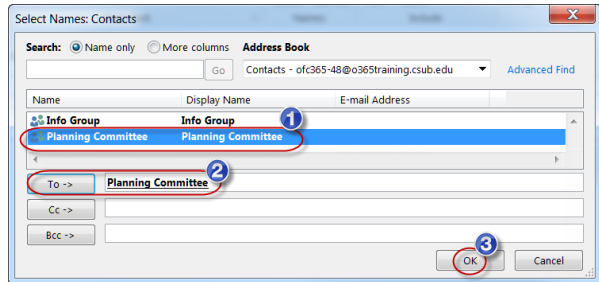 Select Names: Contacts
Search: Name only More columns Address Book
Go Contacts - ofc365-48@o365training.csub.edu Advanced Find
Name Display Name E-mail Address
Info Group Info Group
1
Planning Committee Planning Committee
2
To -> Planning Committee
Cc ->
Bcc ->
3
OK Cancel